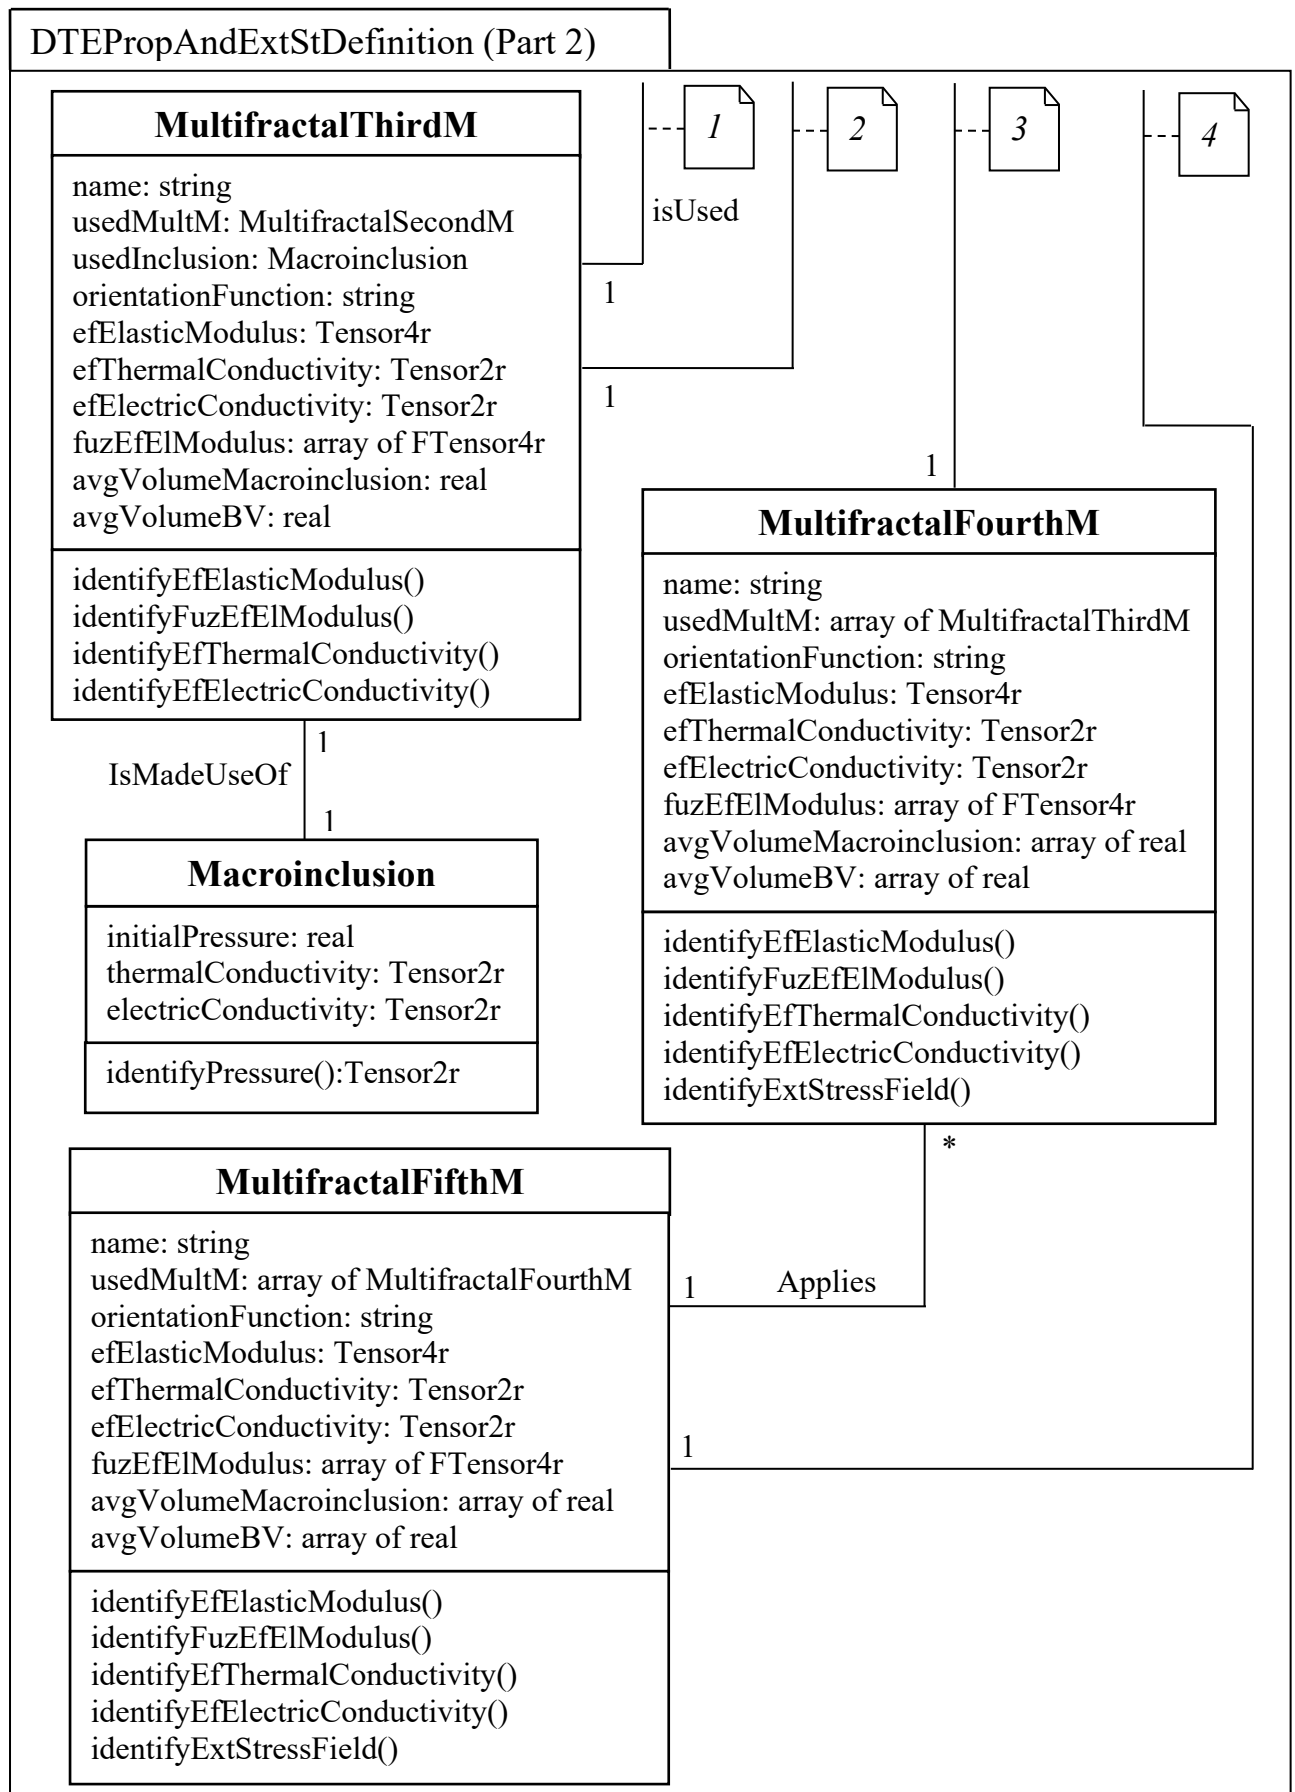 DTEPropAndExtStDefinition (Part 2)
MultifractalThirdM
name: string
usedMultM: MultifractalSecondM
usedInclusion: Macroinclusion
orientationFunction: string
efElasticModulus: Tensor4r
efThermalConductivity: Tensor2r
efElectricConductivity: Tensor2r
fuzEfElModulus: array of FTensor4r
avgVolumeMacroinclusion: real
avgVolumeBV: real
identifyEfElasticModulus()
identifyFuzEfElModulus()
identifyEfThermalConductivity()
identifyEfElectricConductivity()
1
2
3
4
isUsed
1
1
1
1
IsMadeUseOf
1
Macroinclusion
initialPressure: real
thermalConductivity: Tensor2r
electricConductivity: Tensor2r
identifyPressure():Tensor2r
MultifractalFourthM
name: string
usedMultM: array of MultifractalThirdM
orientationFunction: string
efElasticModulus: Tensor4r
efThermalConductivity: Tensor2r
efElectricConductivity: Tensor2r
fuzEfElModulus: array of FTensor4r
avgVolumeMacroinclusion: array of real
avgVolumeBV: array of real
identifyEfElasticModulus()
identifyFuzEfElModulus()
identifyEfThermalConductivity()
identifyEfElectricConductivity()
identifyExtStressField()
*
1 Applies
1
MultifractalFifthM
name: string
usedMultM: array of MultifractalFourthM
orientationFunction: string
efElasticModulus: Tensor4r
efThermalConductivity: Tensor2r
efElectricConductivity: Tensor2r
fuzEfElModulus: array of FTensor4r
avgVolumeMacroinclusion: array of real
avgVolumeBV: array of real
identifyEfElasticModulus()
identifyFuzEfElModulus()
identifyEfThermalConductivity()
identifyEfElectricConductivity()
identifyExtStressField()